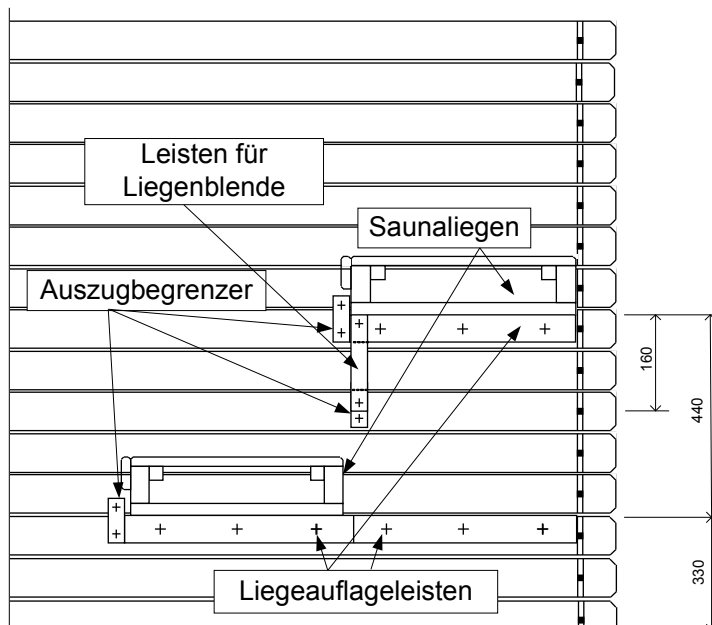 Leisten für
Liegenblende
Saunaliegen
Auszugbegrenzer
160
440
330
Liegeauflageleisten